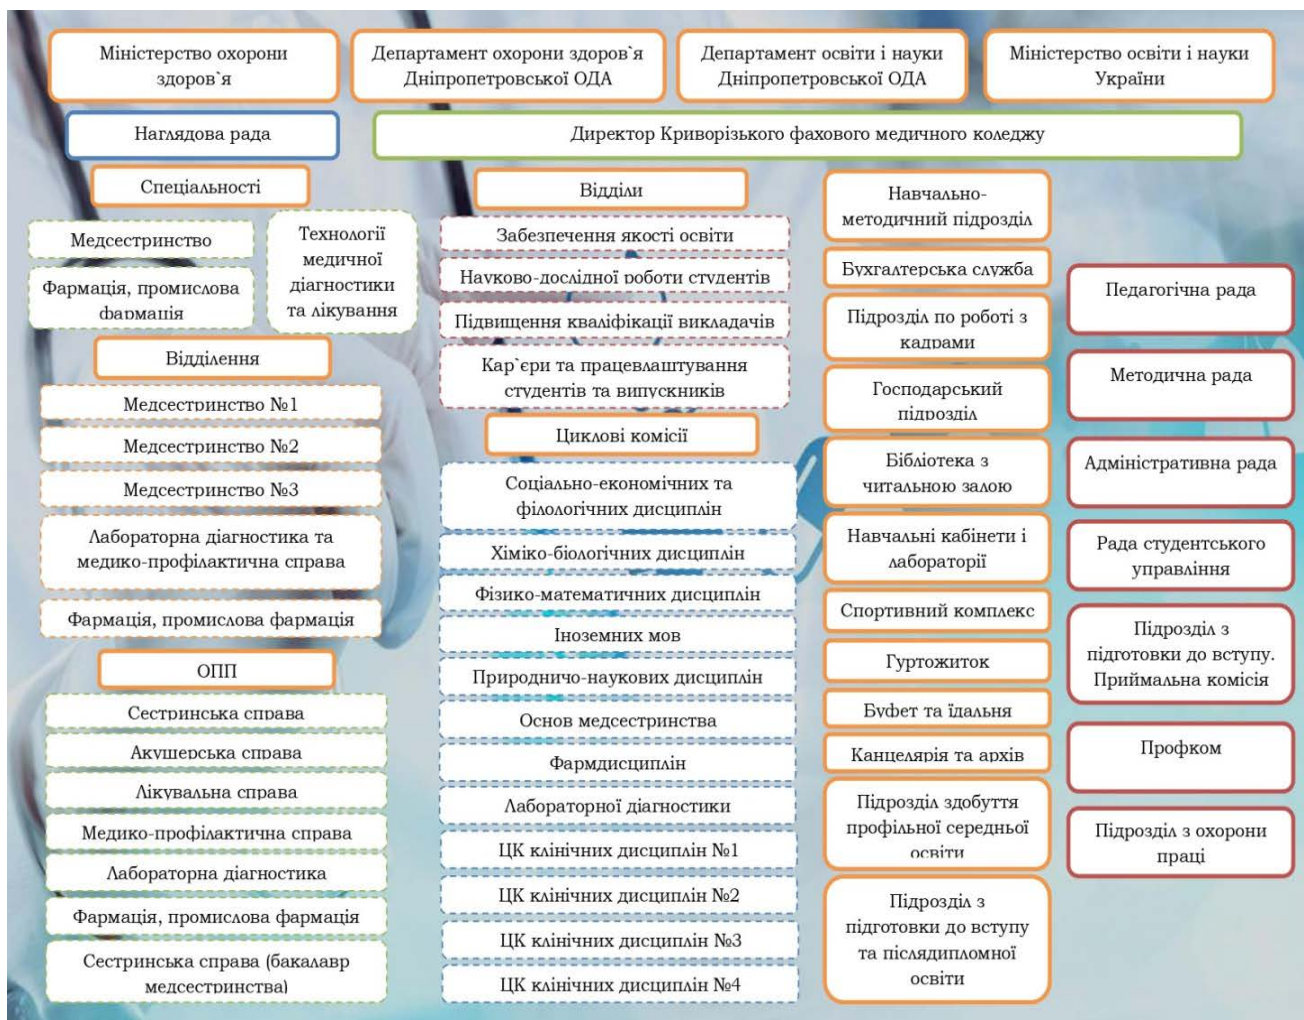 Міністерство охорони
здоров`я
Департамент охорони здоров`я
Дніпропетровської ОДА
Департамент освіти і науки
Дніпропетровської ОДА
Міністерство освіти і науки
України
Наглядова рада
Директор Криворізького фахового медичного коледжу
Спеціальності
Медсестринство
Фармація, промислова
фармація
Технології
медичної
діагностики
та лікування
Відділення
Медсестринство №1
Медсестринство №2
Медсестринство №3
Лабораторна діагностика та
медико-профілактична справа
Фармація, промислова фармація
ОПП
Сестринська справа
Акушерська справа
Лікувальна справа
Медико-профілактична справа
Лабораторна діагностика
Фармація, промислова фармація
Сестринська справа (бакалавр
медсестринства)
Відділи
Забезпечення якості освіти
Науково-дослідної роботи студентів
Підвищення кваліфікації викладачів
Кар`єри та працевлаштування
студентів та випускників
Циклові комісії
Соціально-економічних та
філологічних дисциплін
Хіміко-біологічних дисциплін
Фізико-математичних дисциплін
Іноземних мов
Природничо-наукових дисциплін
Основ медсестринства
Фармдисциплін
Лабораторної діагностики
ЦК клінічних дисциплін №1
ЦК клінічних дисциплін №2
ЦК клінічних дисциплін №3
ЦК клінічних дисциплін №4
Навчально-
методичний підрозділ
Бухгалтерська служба
Підрозділ по роботі з
кадрами
Господарський
підрозділ
Бібліотека з
читальною залою
Навчальні кабінети і
лабораторії
Спортивний комплекс
Гуртожиток
Буфет та їдальня
Канцелярія та архів
Підрозділ здобуття
профільної середньої
освіти
Підрозділ з
підготовки до вступу
та післядипломної
освіти
Педагогічна рада
Методична рада
Адміністративна рада
Рада студентського
управління
Підрозділ з
підготовки до вступу.
Приймальна комісія
Профком
Підрозділ з охорони
праці